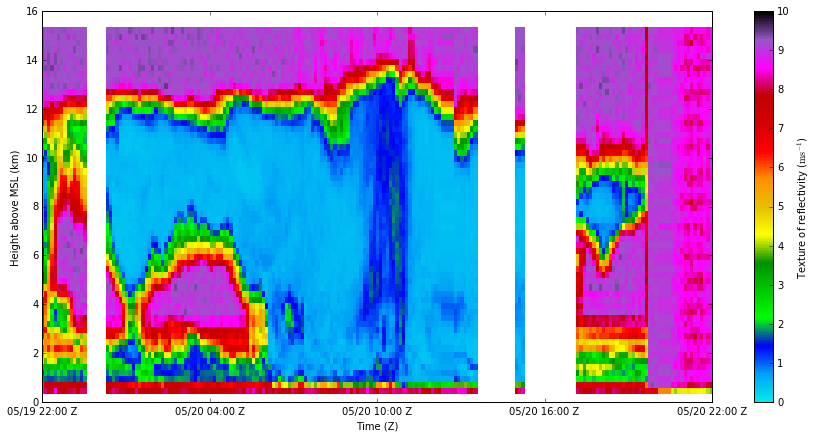 16
14
12
10
8
6
4
2
0
Height above MSL (km)
05/19 22:00 Z
05/20 04:00 Z
05/20 10:00 Z
05/20 16:00 Z
05/20 22:00 Z
Time (Z)
10
9
8
7
6
5
4
3
2
1
0
Texture of reflectivity (ms⁻¹)